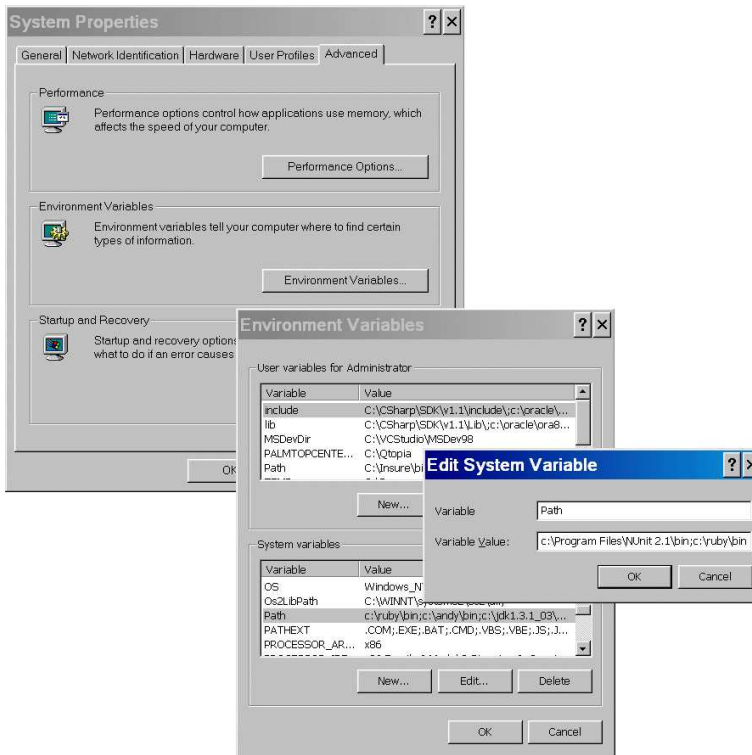 System Properties
General Network Identification Hardware User Profiles Advanced
Performance
Performance options control how applications use memory, which
affects the speed of your computer.
Performance Options...
Environment Variables
Environment variables tell your computer where to find certain
types of information.
Environment Variables...
Startup and Recovery
Startup and recovery options
what to do if an error causes
OK
Environment Variables
User variables for Administrator
Variable Value
include C:\CSharp\SDK\v1.1\include\;c:\oracle\...
lib C:\CSharp\SDK\v1.1\Lib\;c:\oracle\ora8...
MSDevDir C:\VCStudio\MSDev98
PALMTOPCENTE... C:\Qtopia
Path C:\Insure\bi
New...
System variables
Variable Value
OS Windows_N
Os2LibPath
Path c:\ruby\bin;c:\andy\bin;c:\jdk1.3.1_03\...
PATHEXT .COM;.EXE;.BAT;.CMD;.VBS;.VBE;.JS;.J...
PROCESSOR_AR... x86
New... Edit... Delete
OK Cancel
Edit System Variable
Variable Path
Variable Value: c:\Program Files\NUnit 2.1\bin;c:\ruby\bin
OK Cancel